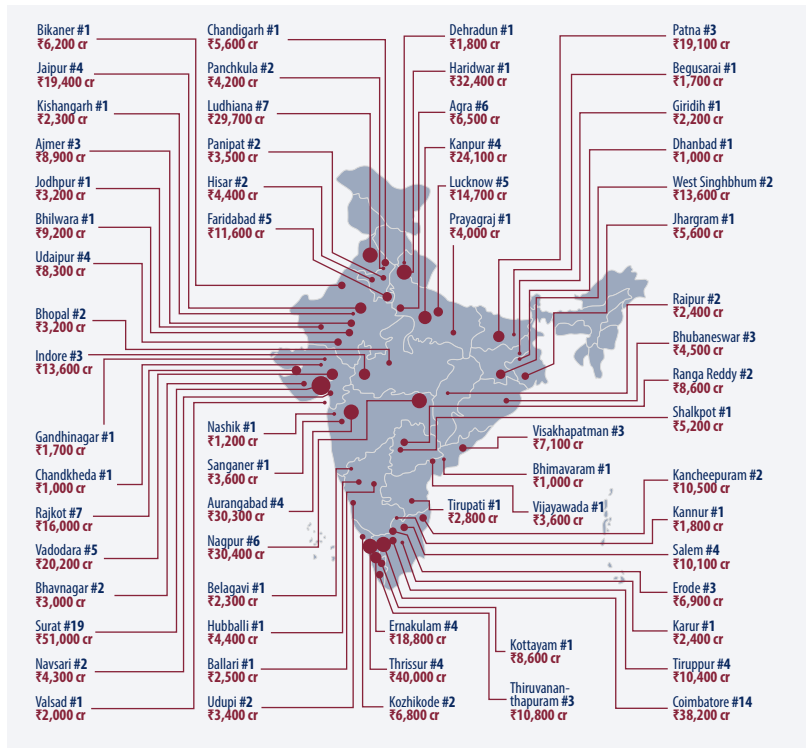 Bikaner #1
₹6,200 cr
Jaipur #4
₹19,400 cr
Kishangarh #1
₹2,300 cr
Ajmer #3
₹8,900 cr
Jodhpur #1
₹3,200 cr
Bhilwara #1
₹9,200 cr
Udaipur #4
₹8,300 cr
Bhopal #2
₹3,200 cr
Indore #3
₹13,600 cr
Gandhinagar #1
₹1,700 cr
Chandkheda #1
₹1,000 cr
Rajkot #7
₹16,000 cr
Vadodara #5
₹20,200 cr
Bhavnagar #2
₹3,000 cr
Surat #19
₹51,000 cr
Navsari #2
₹4,300 cr
Valsad #1
₹2,000 cr
Chandigarh #1
₹5,600 cr
Panchkula #2
₹4,200 cr
Ludhiana #7
₹29,700 cr
Panipat #2
₹3,500 cr
Hisar #2
₹4,400 cr
Faridabad #5
₹11,600 cr
Nashik #1
₹1,200 cr
Sanganer #1
₹3,600 cr
Aurangabad #4
₹30,300 cr
Nagpur #6
₹30,400 cr
Belagavi #1
₹2,300 cr
Hubballi #1
₹4,400 cr
Ballari #1
₹2,500 cr
Udupi #2
₹3,400 cr
Dehradun #1
₹1,800 cr
Haridwar #1
₹32,400 cr
Agra #6
₹6,500 cr
Kanpur #4
₹24,100 cr
Lucknow #5
₹14,700 cr
Prayagraj #1
₹4,000 cr
Visakhapatman #3
₹7,100 cr
Bhimavaram #1
₹1,000 cr
Tirupati #1
₹2,800 cr
Vijayawada #1
₹3,600 cr
Ernakulam #4
₹18,800 cr
Thrissur #4
₹40,000 cr
Kozhikode #2
₹6,800 cr
Kottayam #1
₹8,600 cr
Thiruvanan-
thapuram #3
₹10,800 cr
Patna #3
₹19,100 cr
Begusarai #1
₹1,700 cr
Giridih #1
₹2,200 cr
Dhanbad #1
₹1,000 cr
West Singhbhum #2
₹13,600 cr
Jhargram #1
₹5,600 cr
Raipur #2
₹2,400 cr
Bhubaneswar #3
₹4,500 cr
Ranga Reddy #2
₹8,600 cr
Shalkpot #1
₹5,200 cr
Kancheepuram #2
₹10,500 cr
Kannur #1
₹1,800 cr
Salem #4
₹10,100 cr
Erode #3
₹6,900 cr
Karur #1
₹2,400 cr
Tiruppur #4
₹10,400 cr
Coimbatore #14
₹38,200 cr